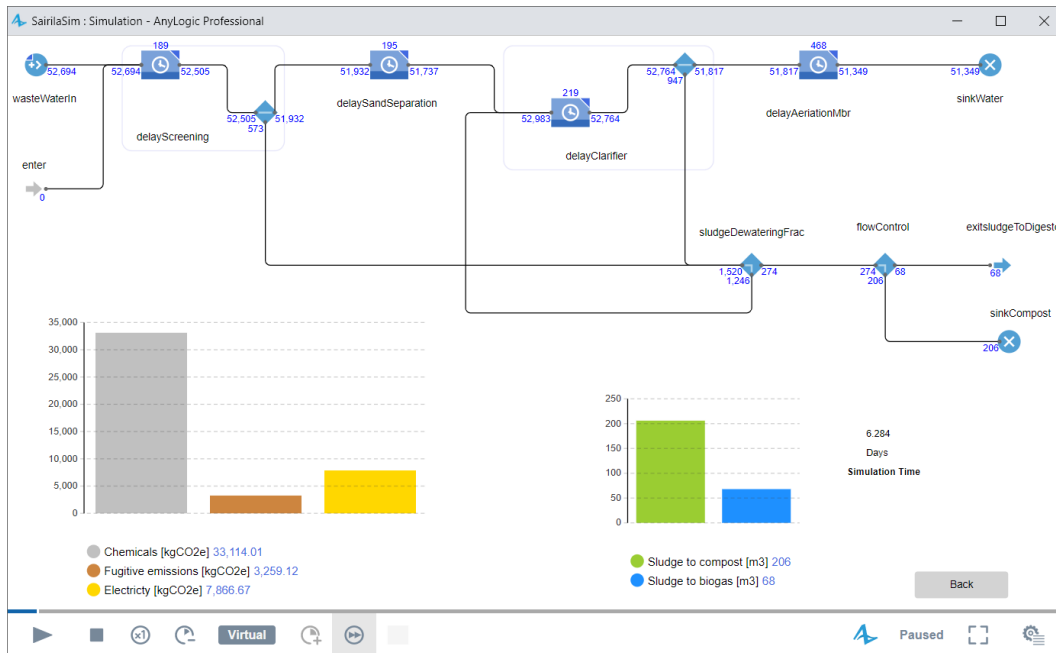 SairilaSim : Simulation - AnyLogic Professional
189
195
468
52,694
52,694
52,505
51,932
51,737
52,764
51,817
51,817
51,349
51,349
947
wasteWaterIn
delaySandSeparation
219
sinkWater
52,505
51,932
573
52,983
52,764
delayAeriationMbr
delayScreening
delayClarifier
enter
0
sludgeDewateringFrac
flowControl
exitsludgeToDigeste
1,520
274
1,246
274
68
206
68
sinkCompost
206
35,000
30,000
25,000
20,000
15,000
10,000
5,000
0
Chemicals [kgCO2e] 33,114.01
Fugitive emissions [kgCO2e] 3,259.12
Electricty [kgCO2e] 7,866.67
250
200
150
100
50
0
Sludge to compost [m3] 206
Sludge to biogas [m3] 68
6.284
Days
Simulation Time
Back
x1
Virtual
Paused